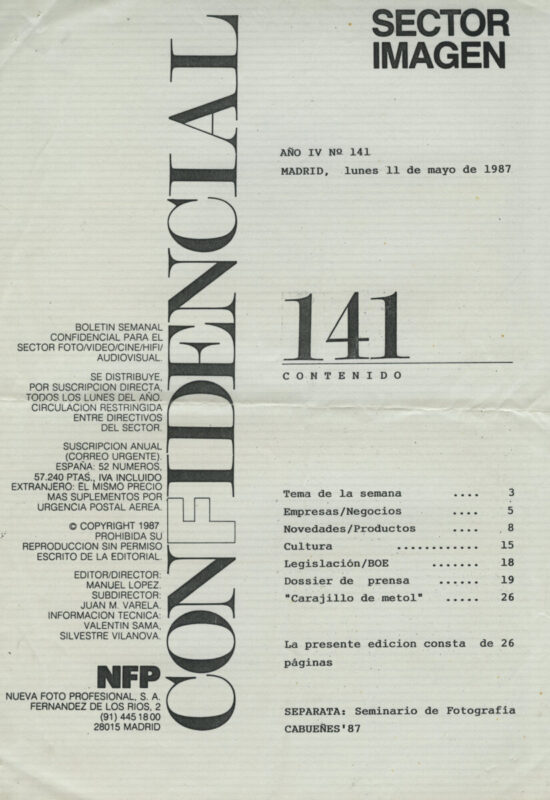 SECTOR
IMAGEN
CONFIDENCIAL
AÑO IV Nº 141
MADRID, lunes 11 de mayo de 1987
141
CONTENIDO
BOLETIN SEMANAL
CONFIDENCIAL PARA EL
SECTOR FOTO/VIDEO/CINE/HIFI/
AUDIOVISUAL.
SE DISTRIBUYE,
POR SUSCRIPCION DIRECTA,
TODOS LOS LUNES DEL AÑO.
CIRCULACION RESTRINGIDA
ENTRE DIRECTIVOS
DEL SECTOR.
SUSCRIPCION ANUAL
(CORREO URGENTE).
ESPAÑA: 52 NUMEROS,
57.240 PTAS., IVA INCLUIDO
EXTRANJERO: EL MISMO PRECIO
MAS SUPLEMENTOS POR
URGENCIA POSTAL AEREA.
© COPYRIGHT 1987
PROHIBIDA SU
REPRODUCCION SIN PERMISO
ESCRITO DE LA EDITORIAL.
EDITOR/DIRECTOR:
MANUEL LOPEZ.
SUBDIRECTOR:
JUAN M. VARELA.
INFORMACION TECNICA:
VALENTIN SAMA,
SILVESTRE VILANOVA.
NFP
NUEVA FOTO PROFESIONAL, S. A.
FERNANDEZ DE LOS RIOS, 2
(91) 445 18 00
28015 MADRID
Tema de la semana .... 3
Empresas/Negocios .... 5
Novedades/Productos .... 8
Cultura ............ 15
Legislación/BOE ....... 18
Dossier de prensa ...... 19
"Carajillo de metol" ..... 26
La presente edicion consta de 26
páginas
SEPARATA: Seminario de Fotografía
CABUEÑES'87